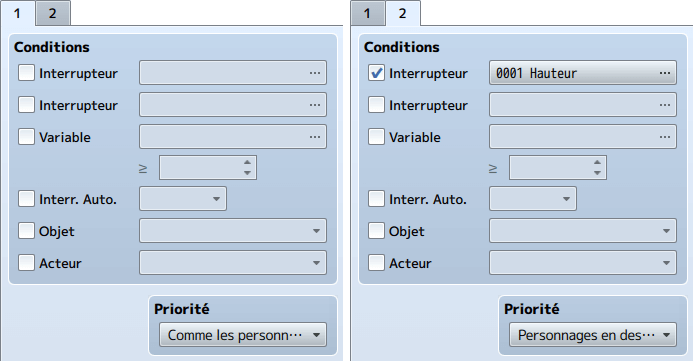 1 2
Conditions
Interrupteur ...
Interrupteur ...
Variable ...
≥
Interr. Auto.
Objet
Acteur
Priorité
Comme les personn...
1 2
Conditions
Interrupteur 0001 Hauteur ...
Interrupteur ...
Variable ...
≥
Interr. Auto.
Objet
Acteur
Priorité
Personnages en des...